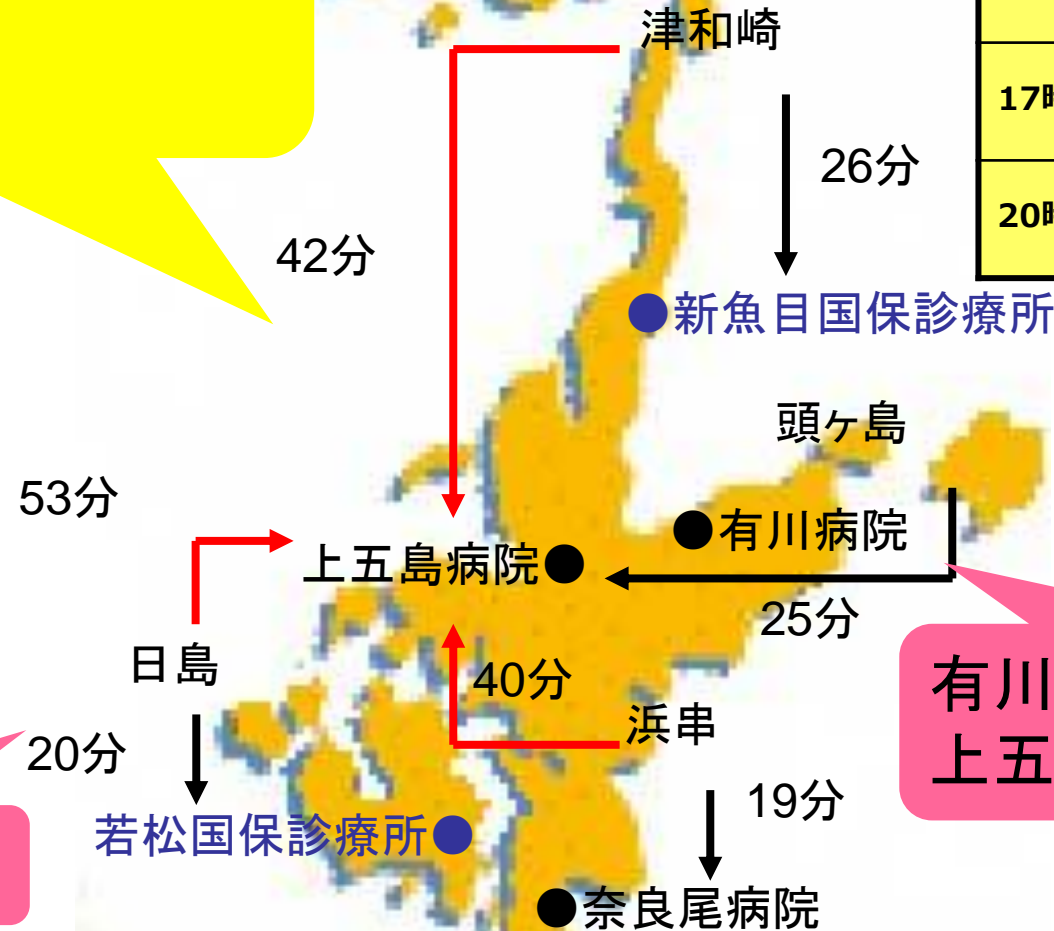 津和崎
17時
26分
20時
42分
新魚目国保診療所
頭ヶ島
53分
有川病院
上五島病院
25分
日島
40分
有川
浜串
上五
20分
19分
若松国保診療所
奈良尾病院